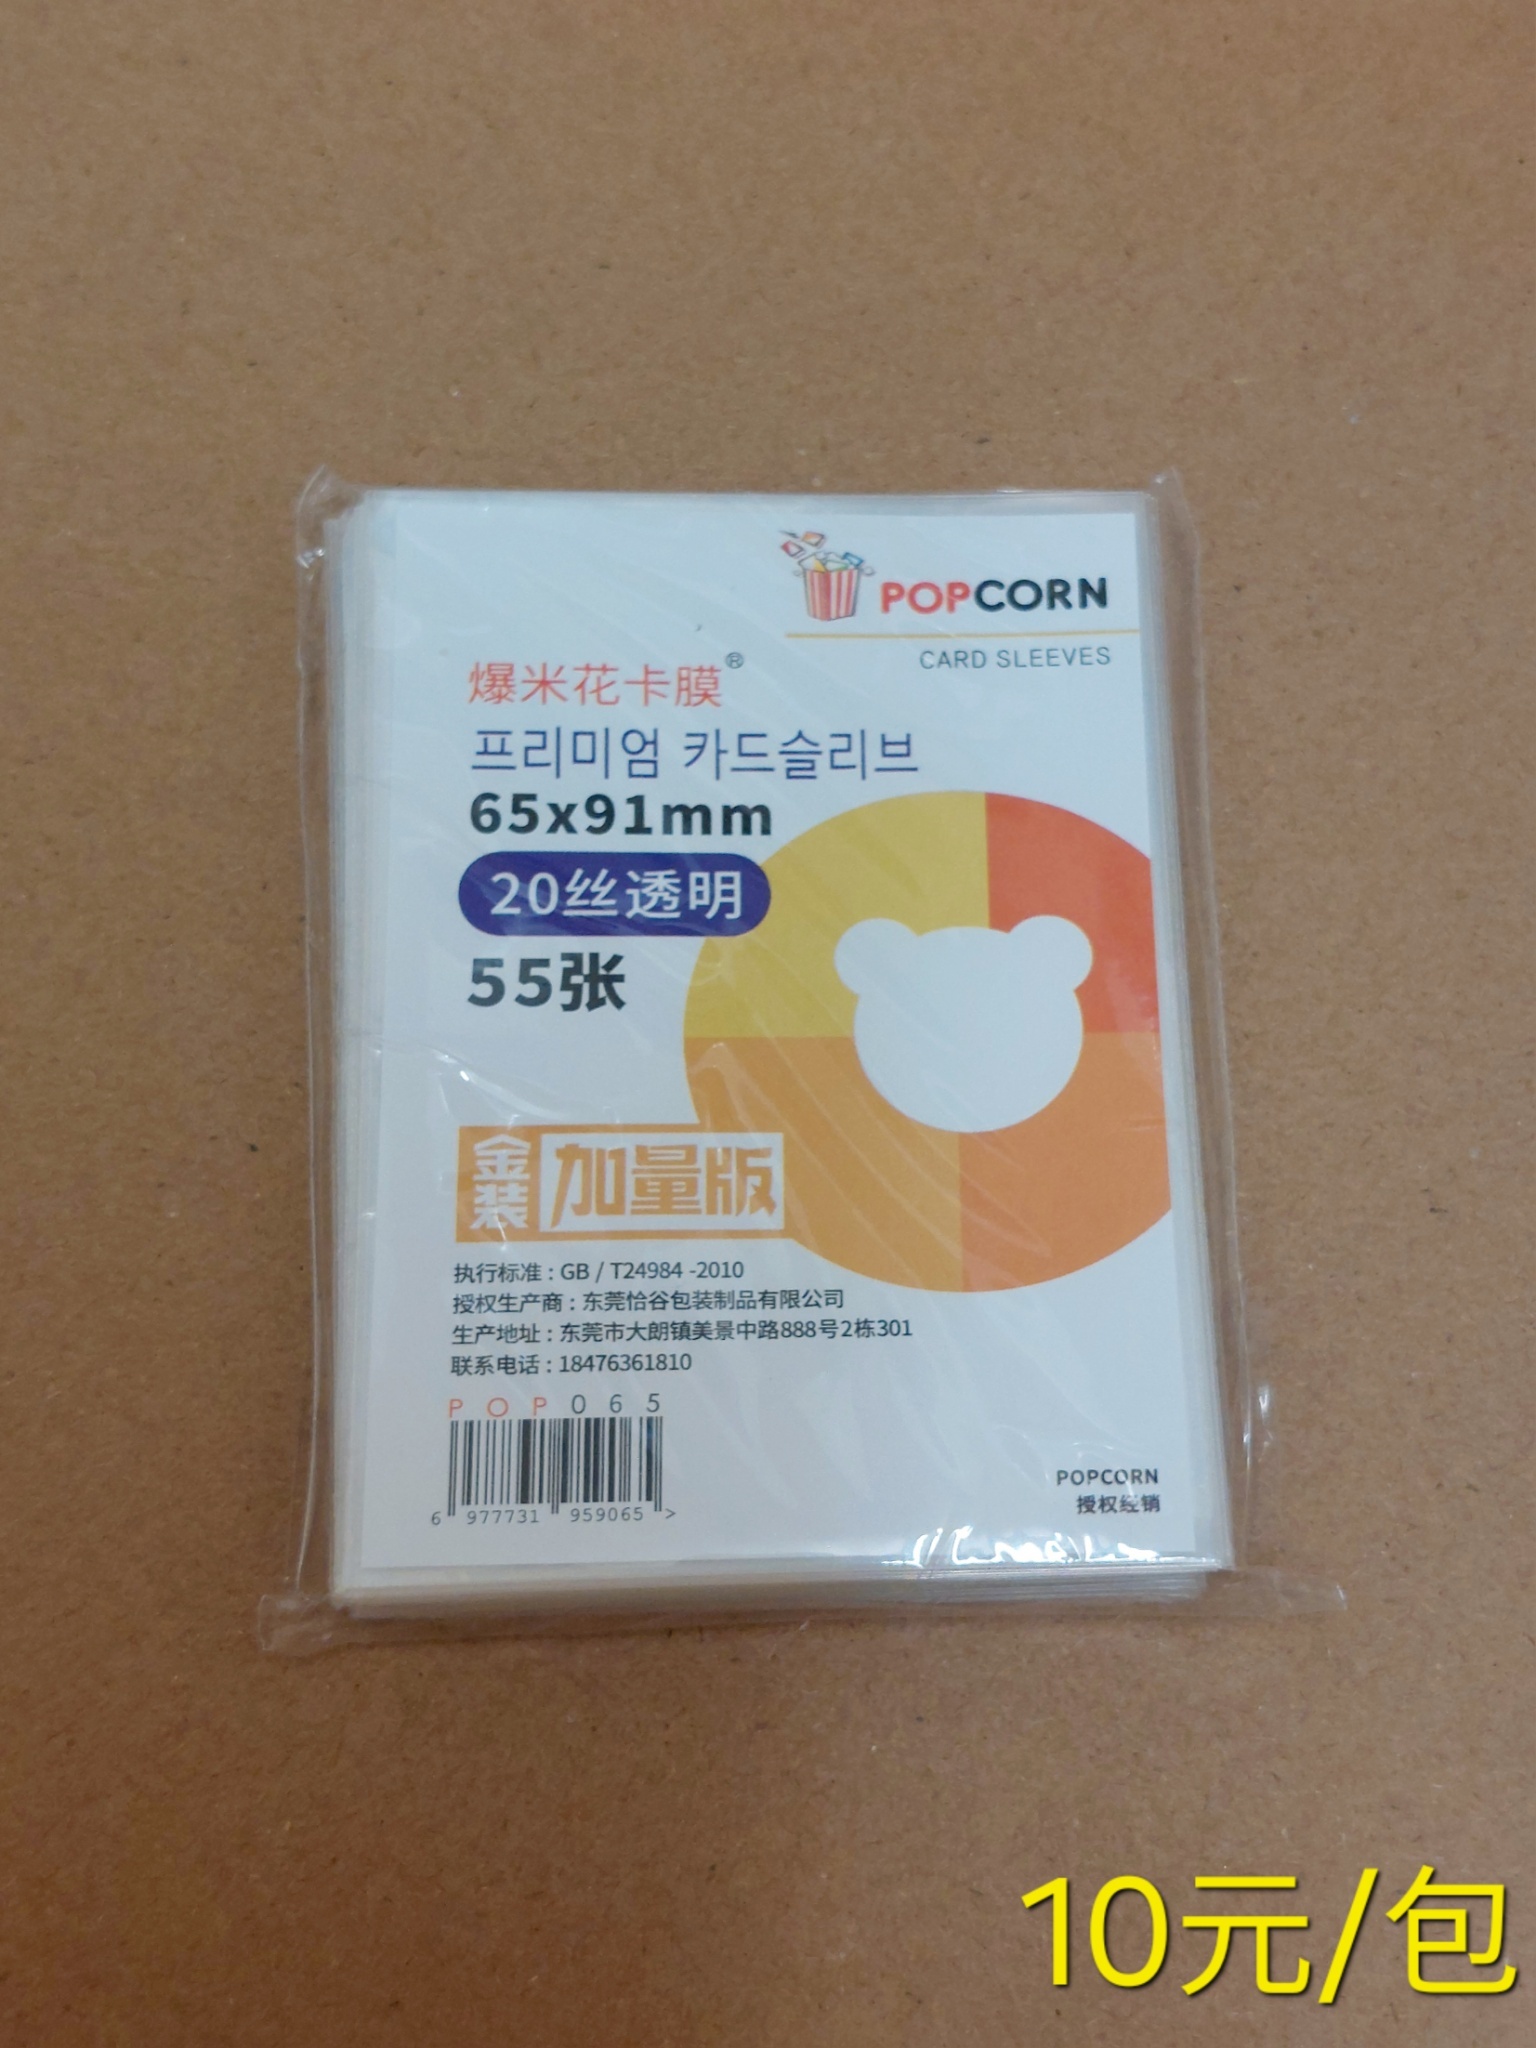 POPCORN
CARD SLEEVES
爆米花卡膜®
프리미엄 카드슬리브
65x91mm
20丝透明
55张
金装 加量版
执行标准：GB / T24984 -2010
授权生产商：东莞恰谷包装制品有限公司
生产地址：东莞市大朗镇美景中路888号2栋301
联系电话：18476361810
POP065
6 977731 959065 >
POPCORN
授权经销
10元/包